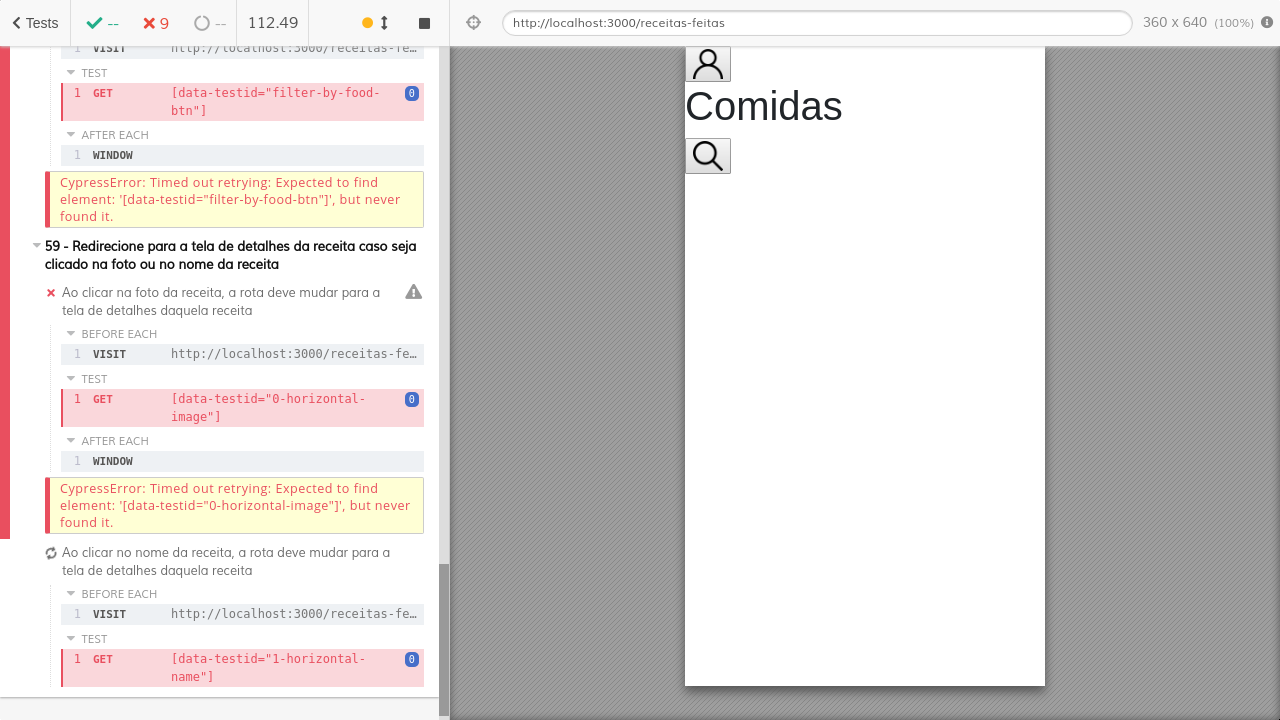 Tests
--
9
--
112.49
http://localhost:3000/receitas-feitas
360 x 640 (100%)
1 VISIT http://localhost:3000/receitas-fe…
TEST
1 GET [data-testid="filter-by-food-
btn"]
0
AFTER EACH
1 WINDOW
CypressError: Timed out retrying: Expected to find
element: '[data-testid="filter-by-food-btn"]', but never
found it.
59 - Redirecione para a tela de detalhes da receita caso seja
clicado na foto ou no nome da receita
Ao clicar na foto da receita, a rota deve mudar para a
tela de detalhes daquela receita
BEFORE EACH
1 VISIT http://localhost:3000/receitas-fe…
TEST
1 GET [data-testid="0-horizontal-
image"]
0
AFTER EACH
1 WINDOW
CypressError: Timed out retrying: Expected to find
element: '[data-testid="0-horizontal-image"]', but never
found it.
Ao clicar no nome da receita, a rota deve mudar para a
tela de detalhes daquela receita
BEFORE EACH
1 VISIT http://localhost:3000/receitas-fe…
TEST
1 GET [data-testid="1-horizontal-
name"]
0
Comidas